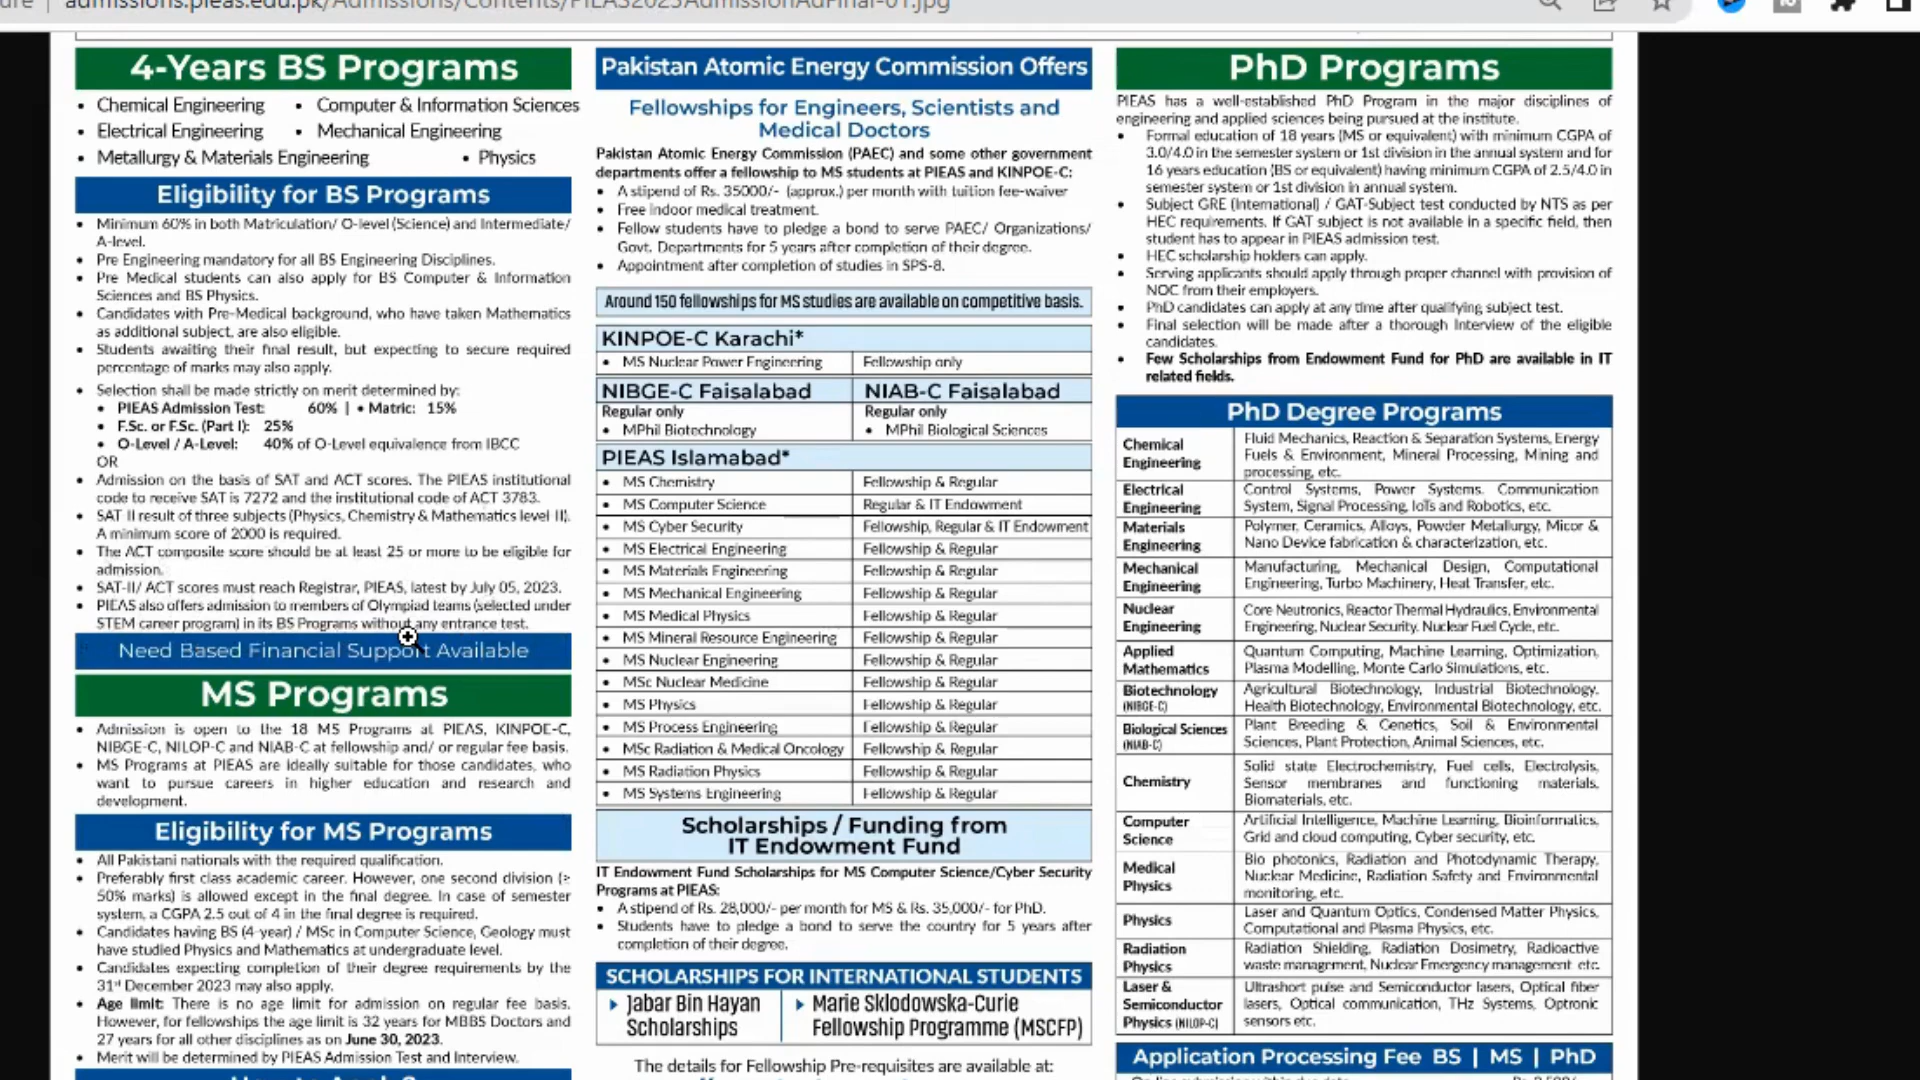 admissions.pieas.edu.pk/Admissions/Contents/PIEAS2023AdmissionAdFinal-01.jpg
4-Years BS Programs
• Chemical Engineering • Computer & Information Sciences
• Electrical Engineering • Mechanical Engineering
• Metallurgy & Materials Engineering • Physics
Eligibility for BS Programs
• Minimum 60% in both Matriculation/ O-level (Science) and Intermediate/
A-level.
• Pre Engineering mandatory for all BS Engineering Disciplines.
• Pre Medical students can also apply for BS Computer & Information
Sciences and BS Physics.
• Candidates with Pre-Medical background, who have taken Mathematics
as additional subject, are also eligible.
• Students awaiting their final result, but expecting to secure required
percentage of marks may also apply.
• Selection shall be made strictly on merit determined by:
• PIEAS Admission Test: 60% | • Matric: 15%
• F.Sc. or F.Sc. (Part I): 25%
• O-Level / A-Level: 40% of O-Level equivalence from IBCC
OR
• Admission on the basis of SAT and ACT scores. The PIEAS institutional
code to receive SAT is 7272 and the institutional code of ACT 3783.
• SAT II result of three subjects (Physics, Chemistry & Mathematics level II).
A minimum score of 2000 is required.
• The ACT composite score should be at least 25 or more to be eligible for
admission.
• SAT-II/ ACT scores must reach Registrar, PIEAS, latest by July 05, 2023.
• PIEAS also offers admission to members of Olympiad teams (selected under
STEM career program) in its BS Programs without any entrance test.
Need Based Financial Support Available
MS Programs
• Admission is open to the 18 MS Programs at PIEAS, KINPOE-C,
NIBGE-C, NILOP-C and NIAB-C at fellowship and/ or regular fee basis.
• MS Programs at PIEAS are ideally suitable for those candidates, who
want to pursue careers in higher education and research and
development.
Eligibility for MS Programs
• All Pakistani nationals with the required qualification.
• Preferably first class academic career. However, one second division (≥
50% marks) is allowed except in the final degree. In case of semester
system, a CGPA 2.5 out of 4 in the final degree is required.
• Candidates having BS (4-year) / MSc in Computer Science, Geology must
have studied Physics and Mathematics at undergraduate level.
• Candidates expecting completion of their degree requirements by the
31st December 2023 may also apply.
• Age limit: There is no age limit for admission on regular fee basis.
However, for fellowships the age limit is 32 years for MBBS Doctors and
27 years for all other disciplines as on June 30, 2023.
• Merit will be determined by PIEAS Admission Test and Interview.
Pakistan Atomic Energy Commission Offers
Fellowships for Engineers, Scientists and
Medical Doctors
Pakistan Atomic Energy Commission (PAEC) and some other government
departments offer a fellowship to MS students at PIEAS and KINPOE-C:
• A stipend of Rs. 35000/- (approx.) per month with tuition fee-waiver
• Free indoor medical treatment.
• Fellow students have to pledge a bond to serve PAEC/ Organizations/
Govt. Departments for 5 years after completion of their degree.
• Appointment after completion of studies in SPS-8.
Around 150 fellowships for MS studies are available on competitive basis.
KINPOE-C Karachi*
• MS Nuclear Power Engineering Fellowship only
NIBGE-C Faisalabad NIAB-C Faisalabad
Regular only Regular only
• MPhil Biotechnology • MPhil Biological Sciences
PIEAS Islamabad*
• MS Chemistry Fellowship & Regular
• MS Computer Science Regular & IT Endowment
• MS Cyber Security Fellowship, Regular & IT Endowment
• MS Electrical Engineering Fellowship & Regular
• MS Materials Engineering Fellowship & Regular
• MS Mechanical Engineering Fellowship & Regular
• MS Medical Physics Fellowship & Regular
• MS Mineral Resource Engineering Fellowship & Regular
• MS Nuclear Engineering Fellowship & Regular
• MSc Nuclear Medicine Fellowship & Regular
• MS Physics Fellowship & Regular
• MS Process Engineering Fellowship & Regular
• MSc Radiation & Medical Oncology Fellowship & Regular
• MS Radiation Physics Fellowship & Regular
• MS Systems Engineering Fellowship & Regular
Scholarships / Funding from
IT Endowment Fund
IT Endowment Fund Scholarships for MS Computer Science/Cyber Security
Programs at PIEAS:
• A stipend of Rs. 28,000/- per month for MS & Rs. 35,000/- for PhD.
• Students have to pledge a bond to serve the country for 5 years after
completion of their degree.
SCHOLARSHIPS FOR INTERNATIONAL STUDENTS
Jabar Bin Hayan
Scholarships
Marie Sklodowska-Curie
Fellowship Programme (MSCFP)
The details for Fellowship Pre-requisites are available at:
PhD Programs
PIEAS has a well-established PhD Program in the major disciplines of
engineering and applied sciences being pursued at the institute.
• Formal education of 18 years (MS or equivalent) with minimum CGPA of
3.0/4.0 in the semester system or 1st division in the annual system and for
16 years education (BS or equivalent) having minimum CGPA of 2.5/4.0 in
semester system or 1st division in annual system.
• Subject GRE (International) / GAT-Subject test conducted by NTS as per
HEC requirements. If GAT subject is not available in a specific field, then
student has to appear in PIEAS admission test.
• HEC scholarship holders can apply.
• Serving applicants should apply through proper channel with provision of
NOC from their employers.
• PhD candidates can apply at any time after qualifying subject test.
• Final selection will be made after a thorough Interview of the eligible
candidates.
• Few Scholarships from Endowment Fund for PhD are available in IT
related fields.
PhD Degree Programs
Chemical
Engineering
Fluid Mechanics, Reaction & Separation Systems, Energy
Fuels & Environment, Mineral Processing, Mining and
processing, etc.
Electrical
Engineering
Control Systems, Power Systems. Communication
System, Signal Processing, IoTs and Robotics, etc.
Materials
Engineering
Polymer, Ceramics, Alloys, Powder Metallurgy, Micor &
Nano Device fabrication & characterization, etc.
Mechanical
Engineering
Manufacturing, Mechanical Design, Computational
Engineering, Turbo Machinery, Heat Transfer, etc.
Nuclear
Engineering
Core Neutronics, Reactor Thermal Hydraulics, Environmental
Engineering, Nuclear Security. Nuclear Fuel Cycle, etc.
Applied
Mathematics
Quantum Computing, Machine Learning, Optimization,
Plasma Modelling, Monte Carlo Simulations, etc.
Biotechnology
(NIBGE-C)
Agricultural Biotechnology, Industrial Biotechnology,
Health Biotechnology, Environmental Biotechnology, etc.
Biological Sciences
(NIAB-C)
Plant Breeding & Genetics, Soil & Environmental
Sciences, Plant Protection, Animal Sciences, etc.
Chemistry
Solid state Electrochemistry, Fuel cells, Electrolysis,
Sensor membranes and functioning materials,
Biomaterials, etc.
Computer
Science
Artificial Intelligence, Machine Learning, Bioinformatics,
Grid and cloud computing, Cyber security, etc.
Medical
Physics
Bio photonics, Radiation and Photodynamic Therapy,
Nuclear Medicine, Radiation Safety and Environmental
monitoring, etc.
Physics
Laser and Quantum Optics, Condensed Matter Physics,
Computational and Plasma Physics, etc.
Radiation
Physics
Radiation Shielding, Radiation Dosimetry, Radioactive
waste management, Nuclear Emergency management etc.
Laser &
Semiconductor
Physics (NILOP-C)
Ultrashort pulse and Semiconductor lasers, Optical fiber
lasers, Optical communication, THz Systems, Optronic
sensors etc.
Application Processing Fee BS | MS | PhD